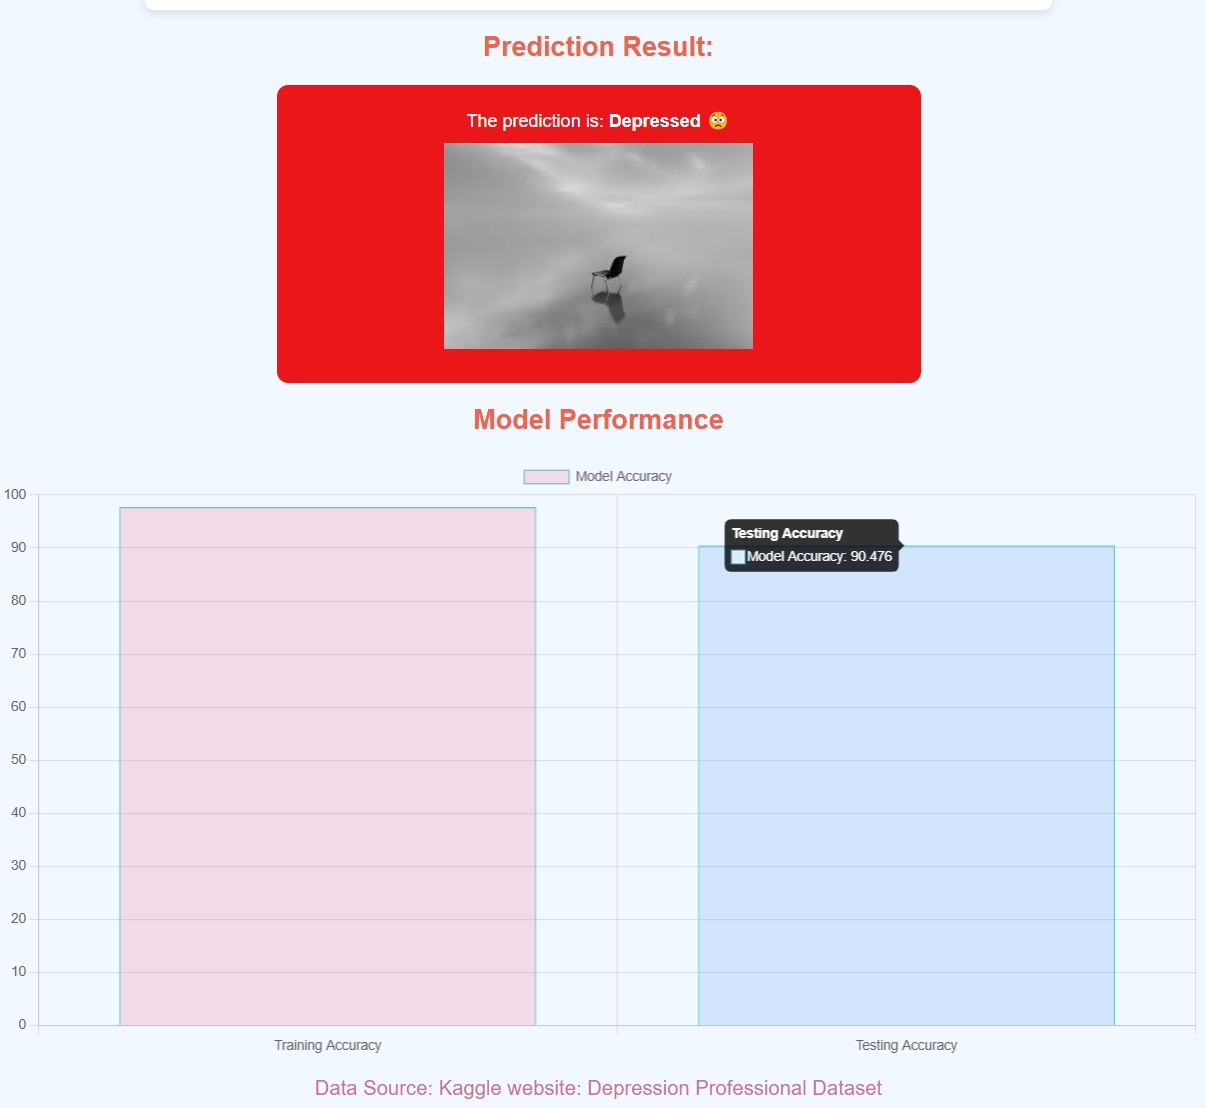 Prediction Result:
The prediction is: Depressed 😳
Model Performance
Model Accuracy
100
90
80
70
60
50
40
30
20
10
0
Testing Accuracy
Model Accuracy: 90.476
Training Accuracy
Testing Accuracy
Data Source: Kaggle website: Depression Professional Dataset